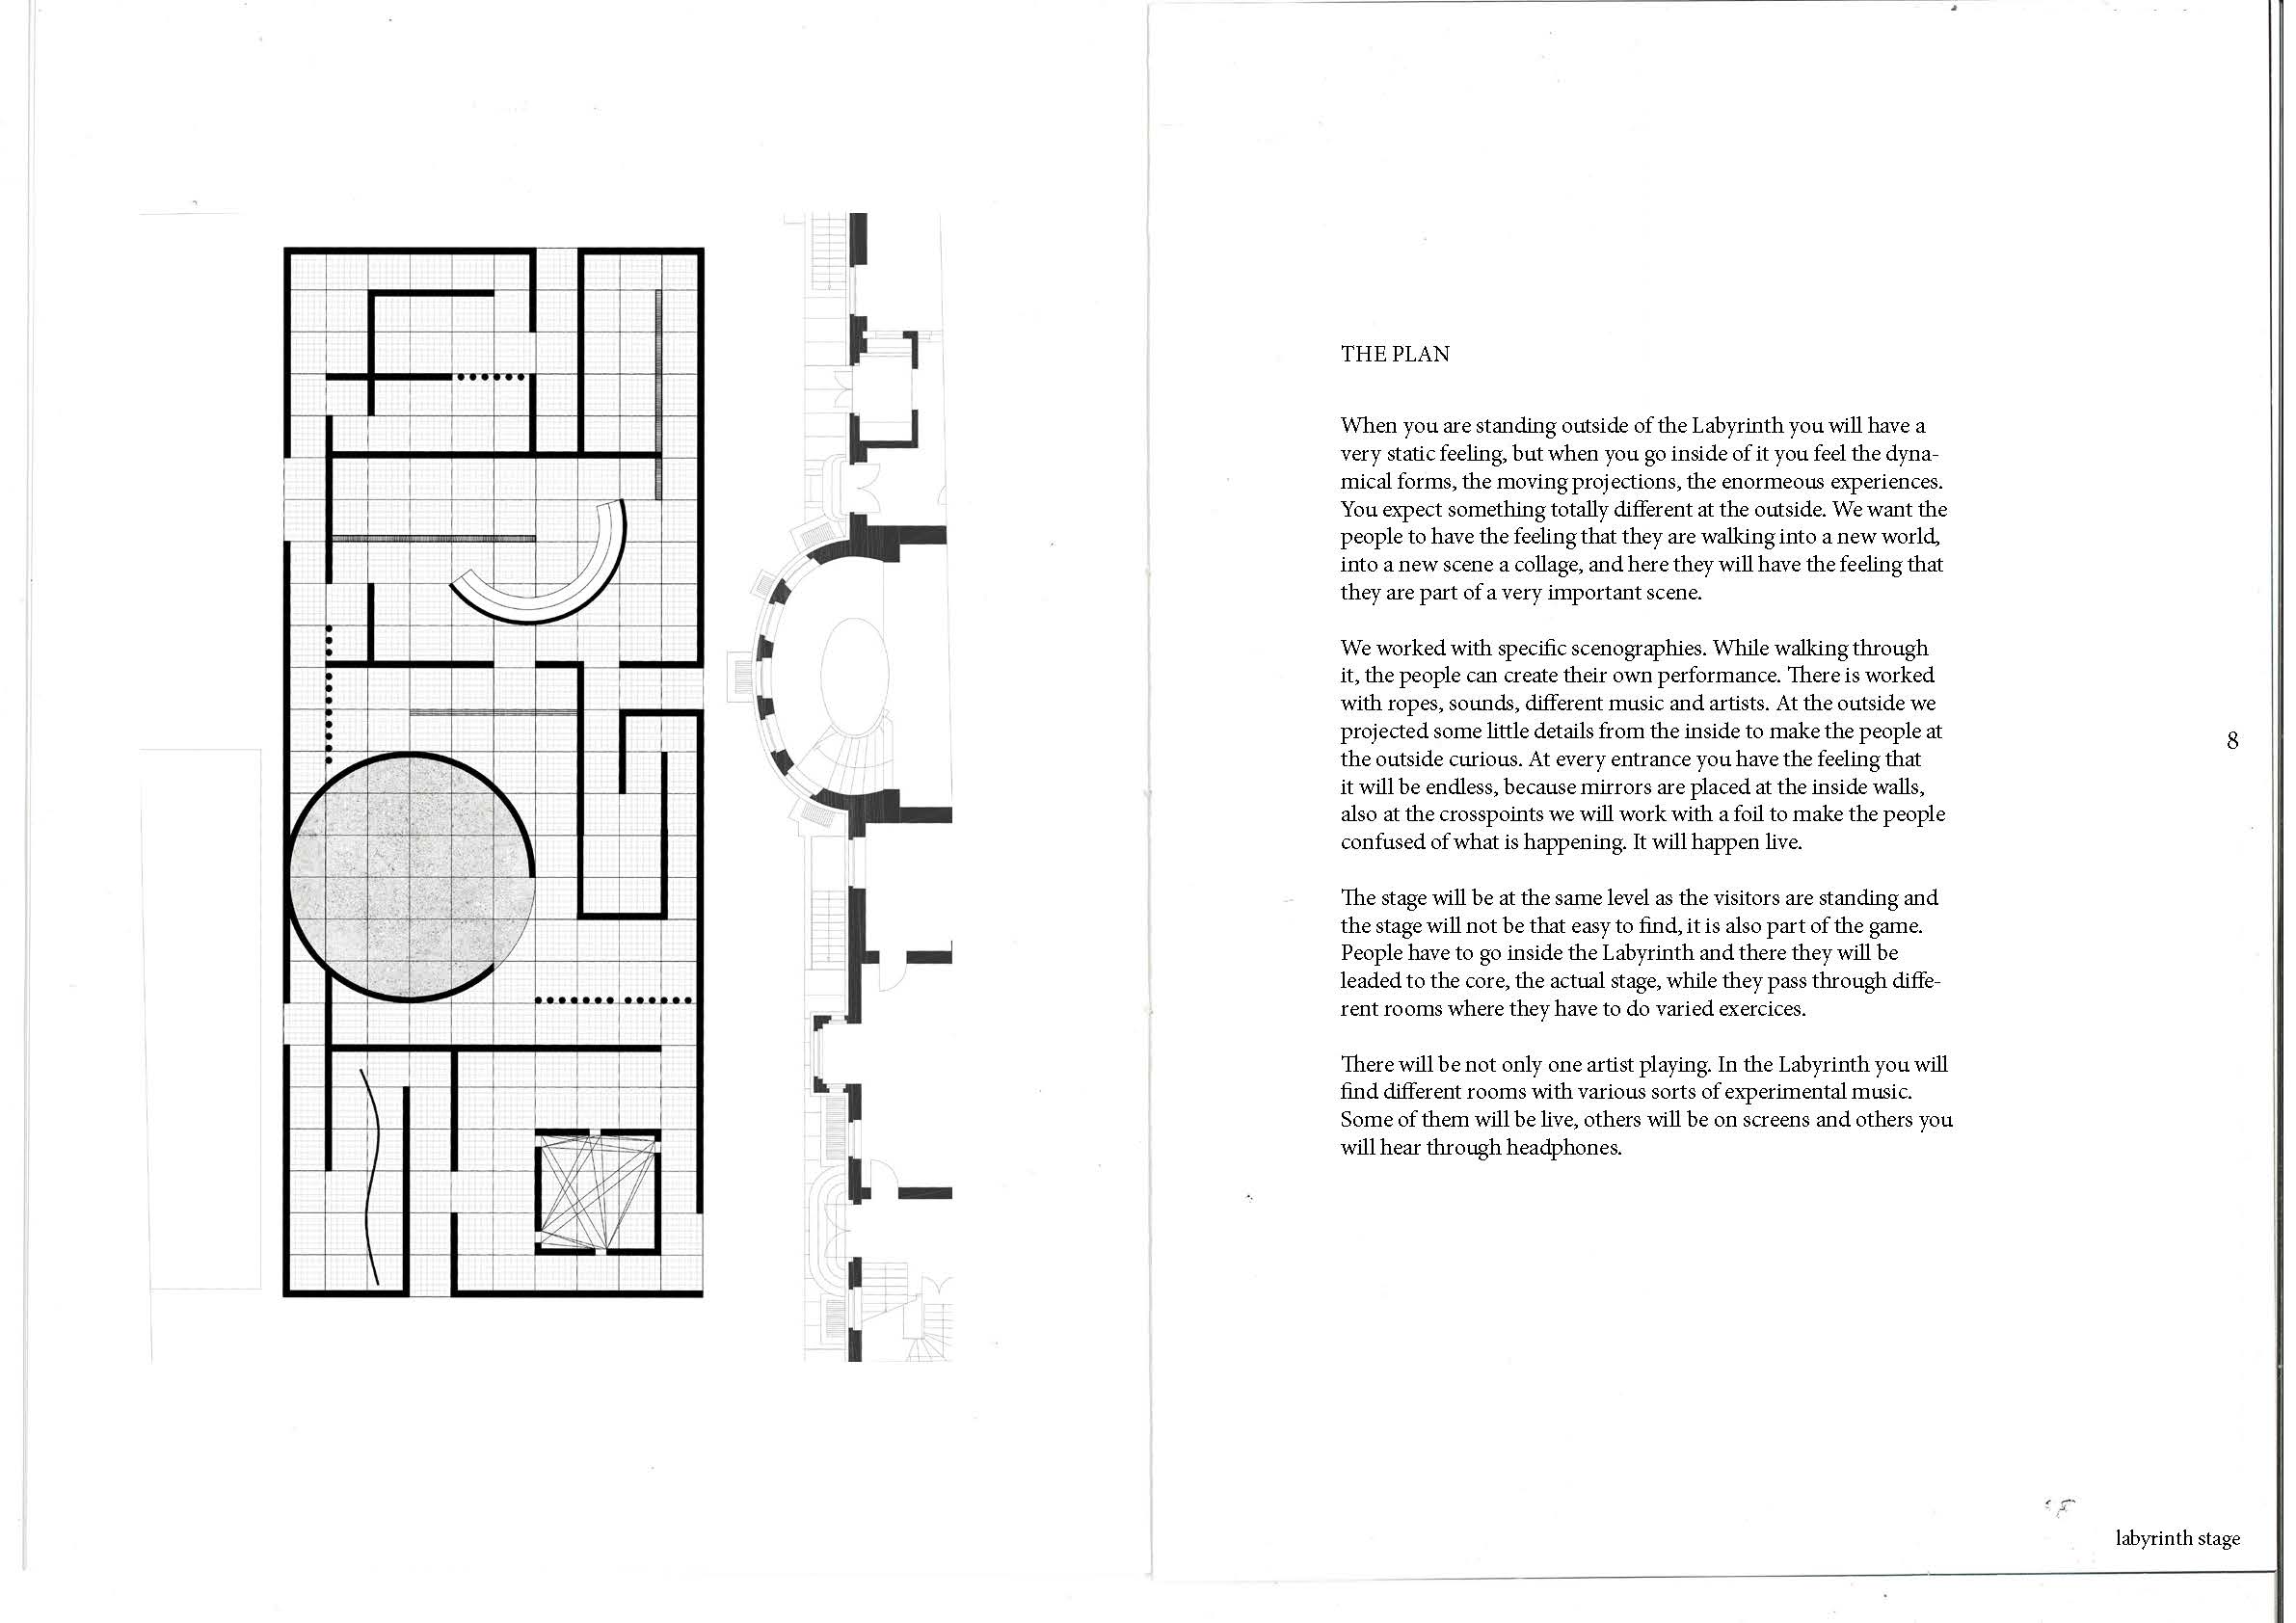 THE PLAN
When you are standing outside of the Labyrinth you will have a
very static feeling, but when you go inside of it you feel the dyna-
mical forms, the moving projections, the enormeous experiences.
You expect something totally different at the outside. We want the
people to have the feeling that they are walking into a new world,
into a new scene a collage, and here they will have the feeling that
they are part of a very important scene.
We worked with specific scenographies. While walking through
it, the people can create their own performance. There is worked
with ropes, sounds, different music and artists. At the outside we
projected some little details from the inside to make the people at
the outside curious. At every entrance you have the feeling that
it will be endless, because mirrors are placed at the inside walls,
also at the crosspoints we will work with a foil to make the people
confused of what is happening. It will happen live.
The stage will be at the same level as the visitors are standing and
the stage will not be that easy to find, it is also part of the game.
People have to go inside the Labyrinth and there they will be
leaded to the core, the actual stage, while they pass through diffe-
rent rooms where they have to do varied exercices.
There will be not only one artist playing. In the Labyrinth you will
find different rooms with various sorts of experimental music.
Some of them will be live, others will be on screens and others you
will hear through headphones.
8
labyrinth stage